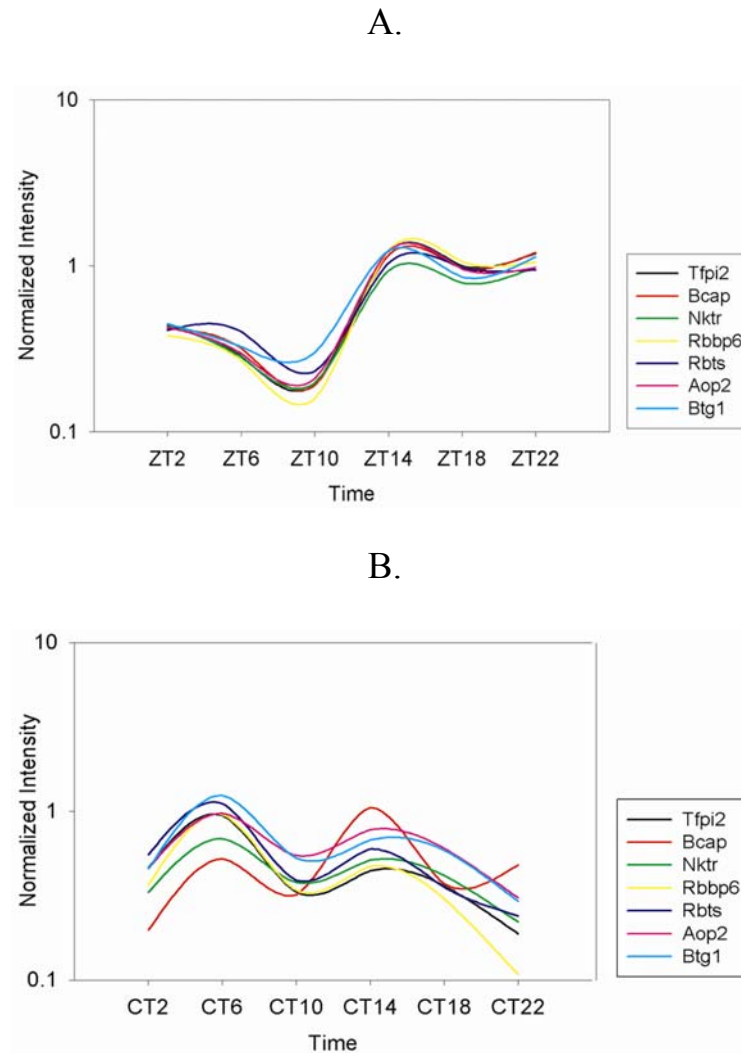 A.
10
1
0.1
Normalized Intensity
ZT2 ZT6 ZT10 ZT14 ZT18 ZT22
Time
Tfpi2
Bcap
Nktr
Rbbp6
Rbts
Aop2
Btg1
B.
10
1
0.1
Normalized Intensity
CT2 CT6 CT10 CT14 CT18 CT22
Time
Tfpi2
Bcap
Nktr
Rbbp6
Rbts
Aop2
Btg1